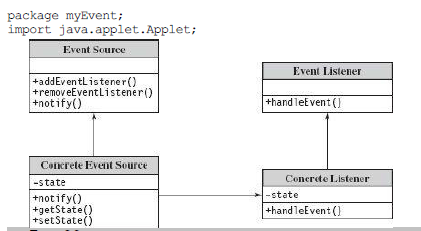 package myEvent;
import java.applet.Applet;
Event Source
+addEventListener()
+removeEventListener()
+notify()
Event Listener
+handleEvent()
Concrete Event Source
-state
+notify()
+getState()
+setState()
Concrete Listener
-state
+handleEvent()